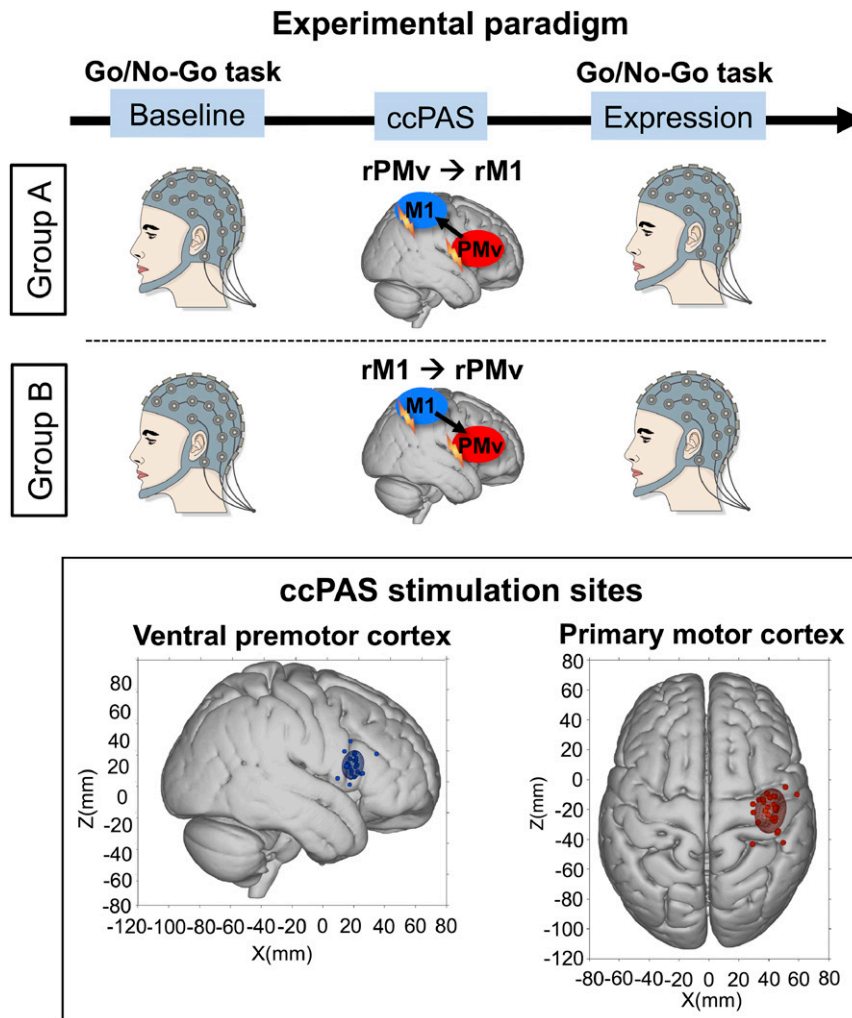 Experimental paradigm
Go/No-Go task
Go/No-Go task
Baseline
ccPAS
Expression
Group A
rPMv → rM1
M1
PMv
Group B
rM1 → rPMv
M1
PMv
ccPAS stimulation sites
Ventral premotor cortex
80
60
40
20
0
-20
-40
-60
-80
Z(mm)
-120 -100 -80 -60 -40 -20 0 20 40 60 80
X(mm)
Primary motor cortex
80
60
40
20
0
-20
-40
-60
-80
-100
-120
Z(mm)
-80 -60 -40 -20 0 20 40 60 80
X(mm)